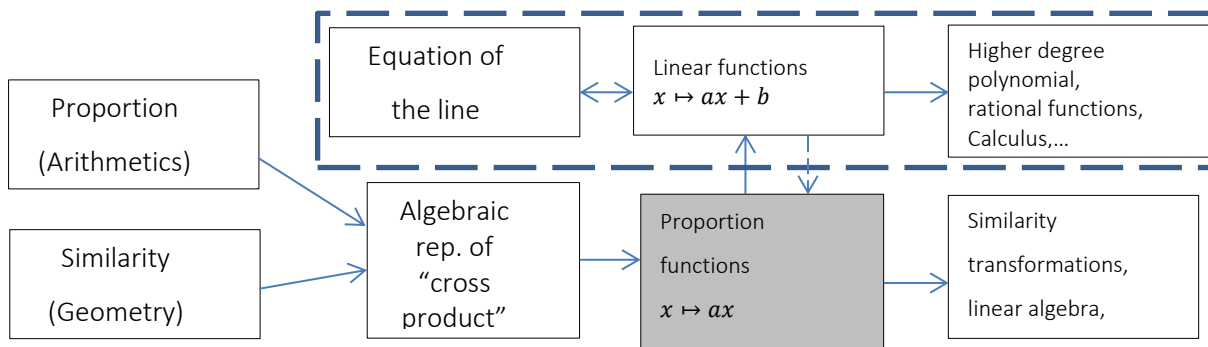 Equation of
the line
Linear functions
𝑥 ↦ 𝑎𝑥 + 𝑏
Higher degree
polynomial,
rational functions,
Calculus,…
Proportion
(Arithmetics)
Similarity
(Geometry)
Algebraic
rep. of
“cross
product”
Proportion
functions
𝑥 ↦ 𝑎𝑥
Similarity
transformations,
linear algebra,